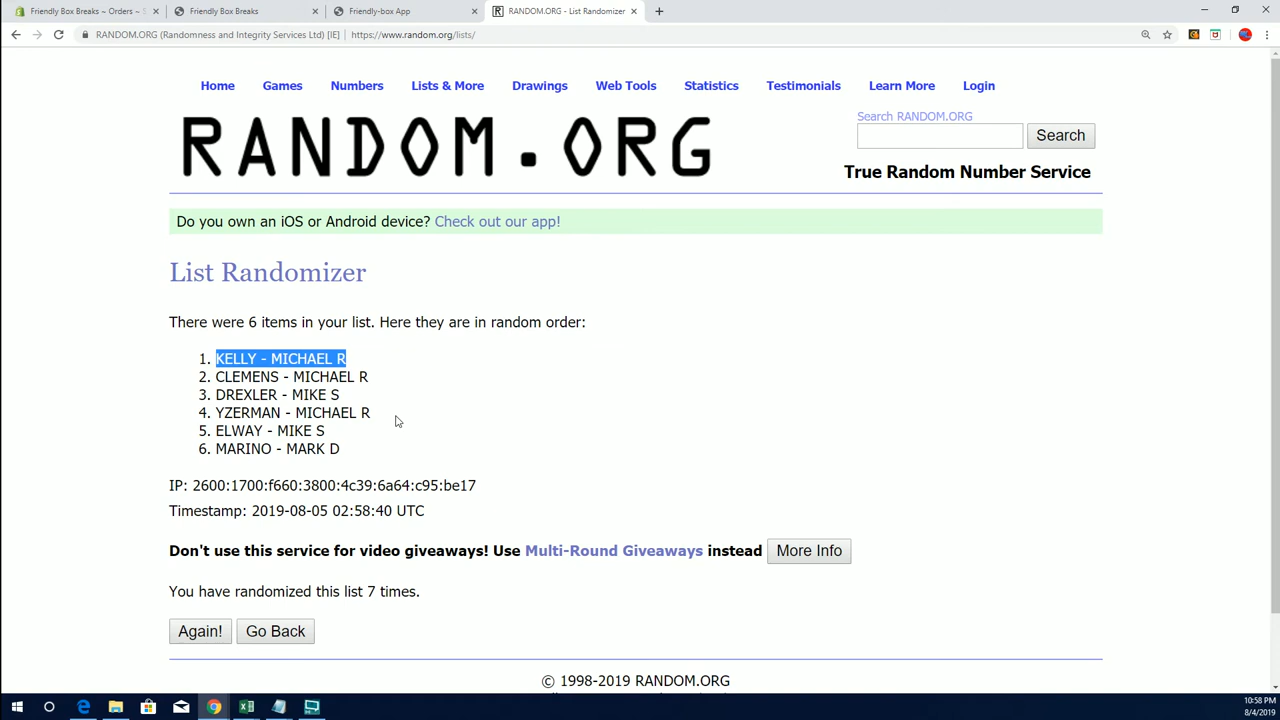 Friendly Box Breaks ~ Orders ~ S
Friendly Box Breaks
Friendly-box App
RANDOM.ORG - List Randomizer
RANDOM.ORG (Randomness and Integrity Services Ltd) [IE] | https://www.random.org/lists/
Home Games Numbers Lists & More Drawings Web Tools Statistics Testimonials Learn More Login
RANDOM.ORG
Search RANDOM.ORG
Search
True Random Number Service
Do you own an iOS or Android device? Check out our app!
List Randomizer
There were 6 items in your list. Here they are in random order:
1. KELLY - MICHAEL R
2. CLEMENS - MICHAEL R
3. DREXLER - MIKE S
4. YZERMAN - MICHAEL R
5. ELWAY - MIKE S
6. MARINO - MARK D
IP: 2600:1700:f660:3800:4c39:6a64:c95:be17
Timestamp: 2019-08-05 02:58:40 UTC
Don't use this service for video giveaways! Use Multi-Round Giveaways instead More Info
You have randomized this list 7 times.
Again! Go Back
© 1998-2019 RANDOM.ORG
10:58 PM
8/4/2019